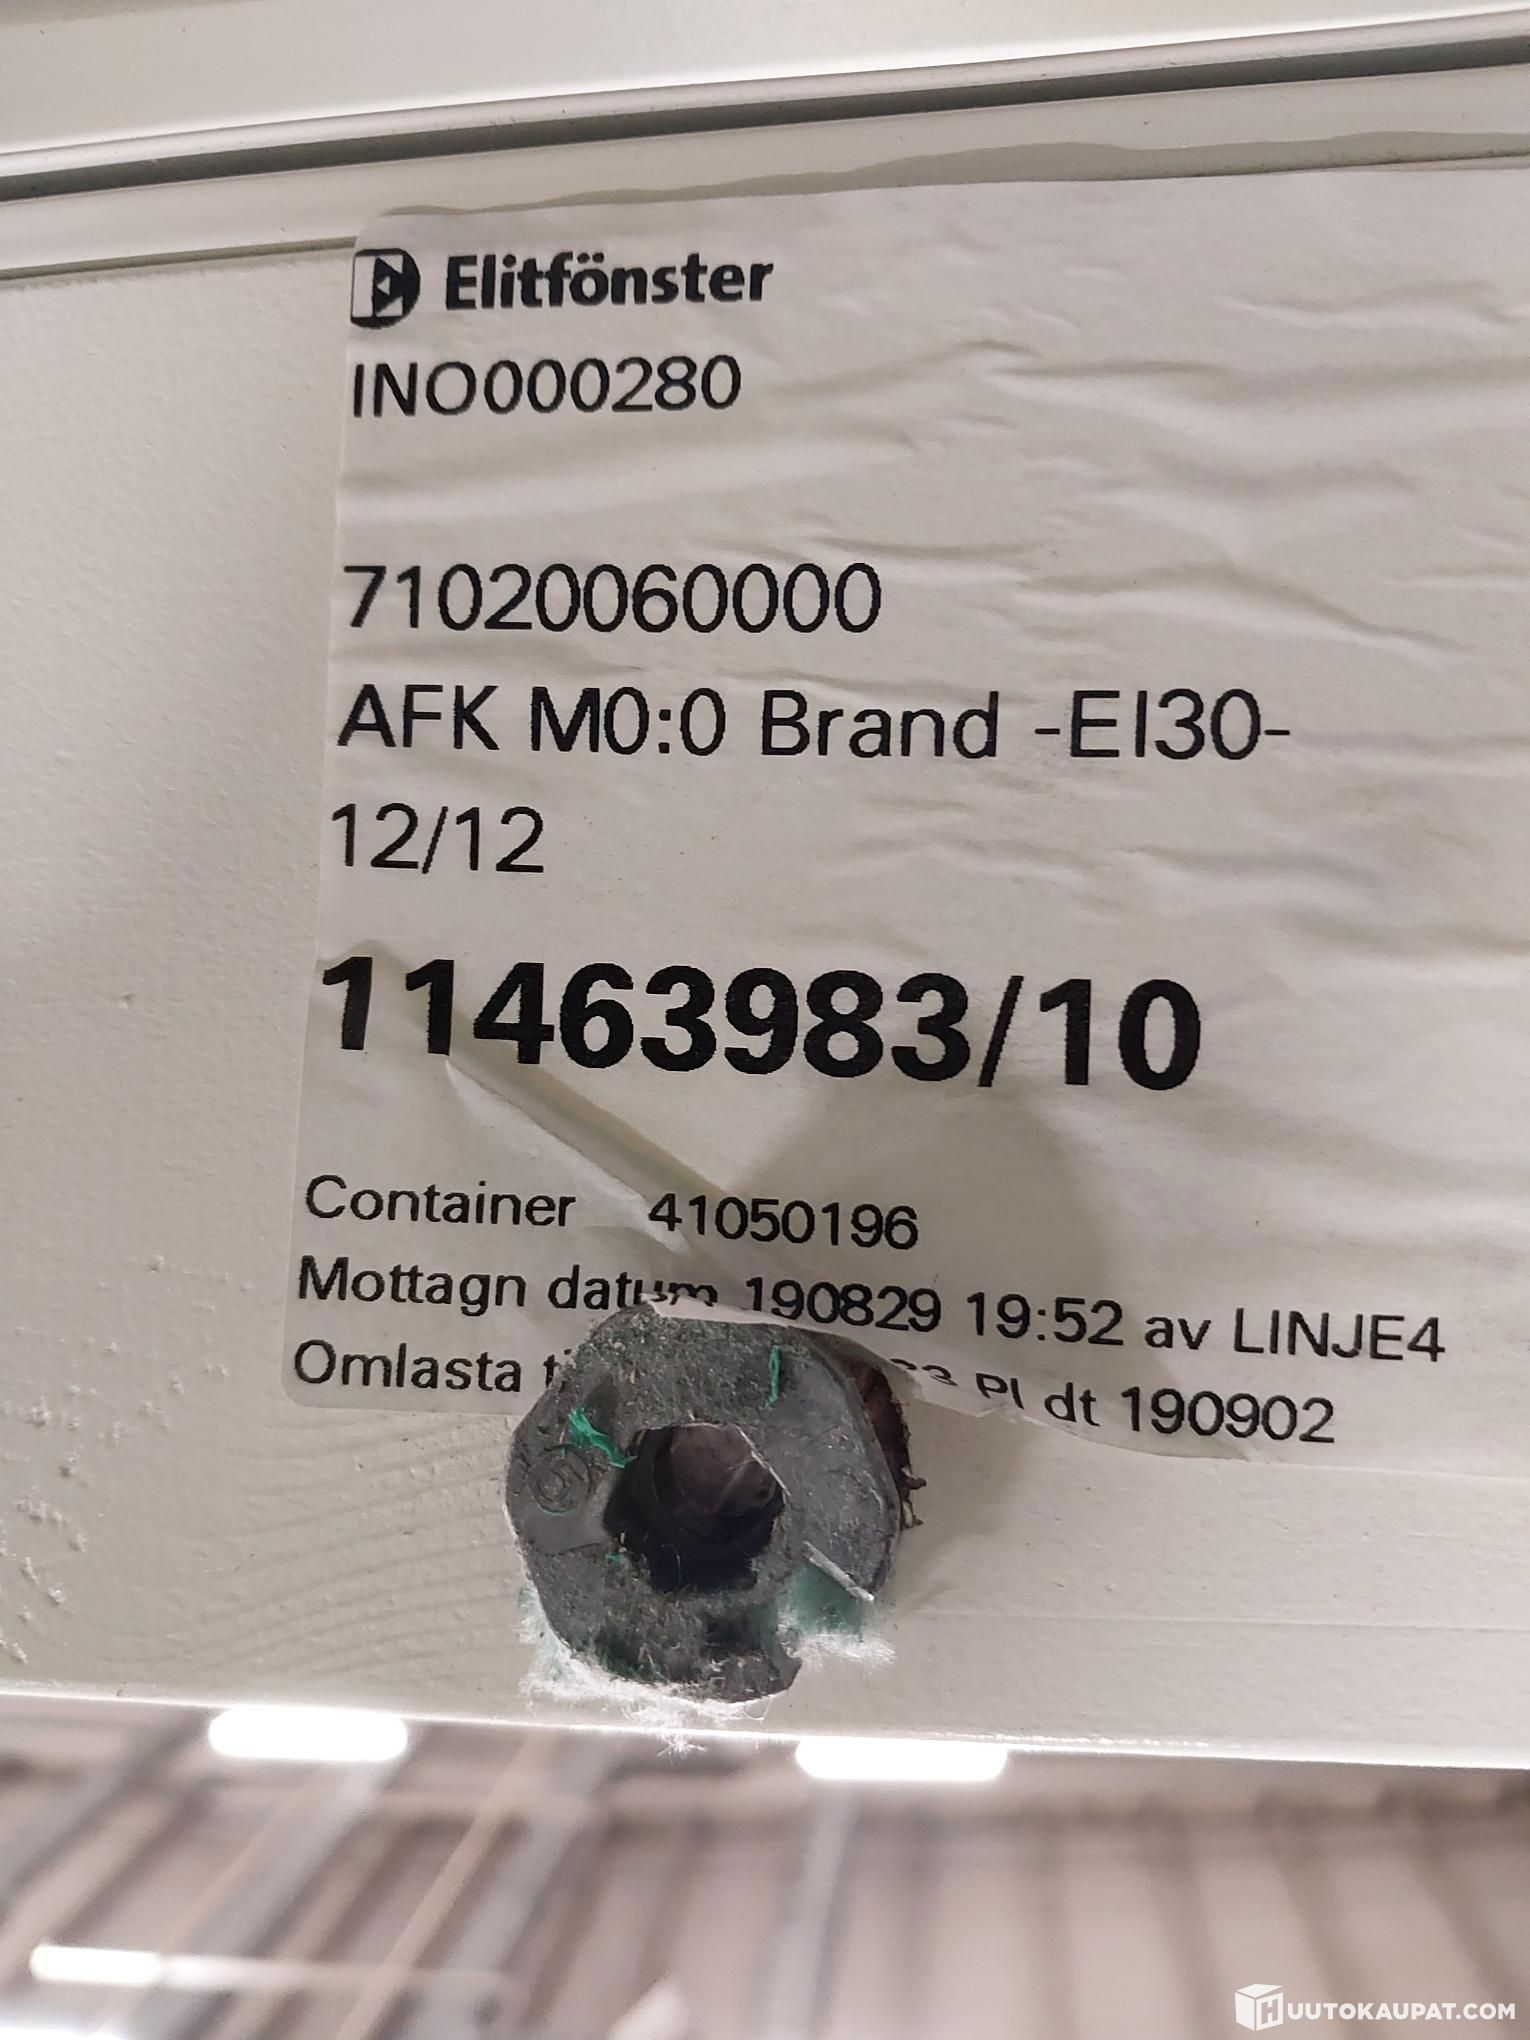 Elitfönster
INO000280
71020060000
AFK M0:0 Brand -EI30-
12/12
11463983/10
Container 41050196
Mottagn datum 190829 19:52 av LINJE4
Omlasta Pl dt 190902
HUUTOKAUPAT.COM